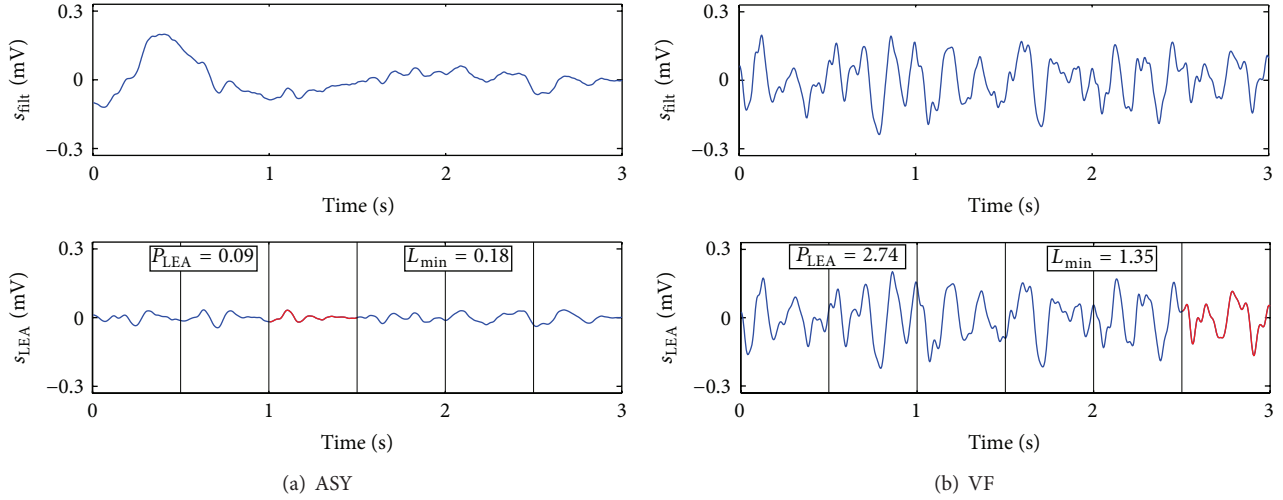 0.3
0
−0.3
s_filt (mV)
0 1 2 3
Time (s)
0.3
0
−0.3
s_filt (mV)
0 1 2 3
Time (s)
0.3
0
−0.3
s_LEA (mV)
P_LEA = 0.09
L_min = 0.18
0 1 2 3
Time (s)
(a) ASY
0.3
0
−0.3
s_LEA (mV)
P_LEA = 2.74
L_min = 1.35
0 1 2 3
Time (s)
(b) VF